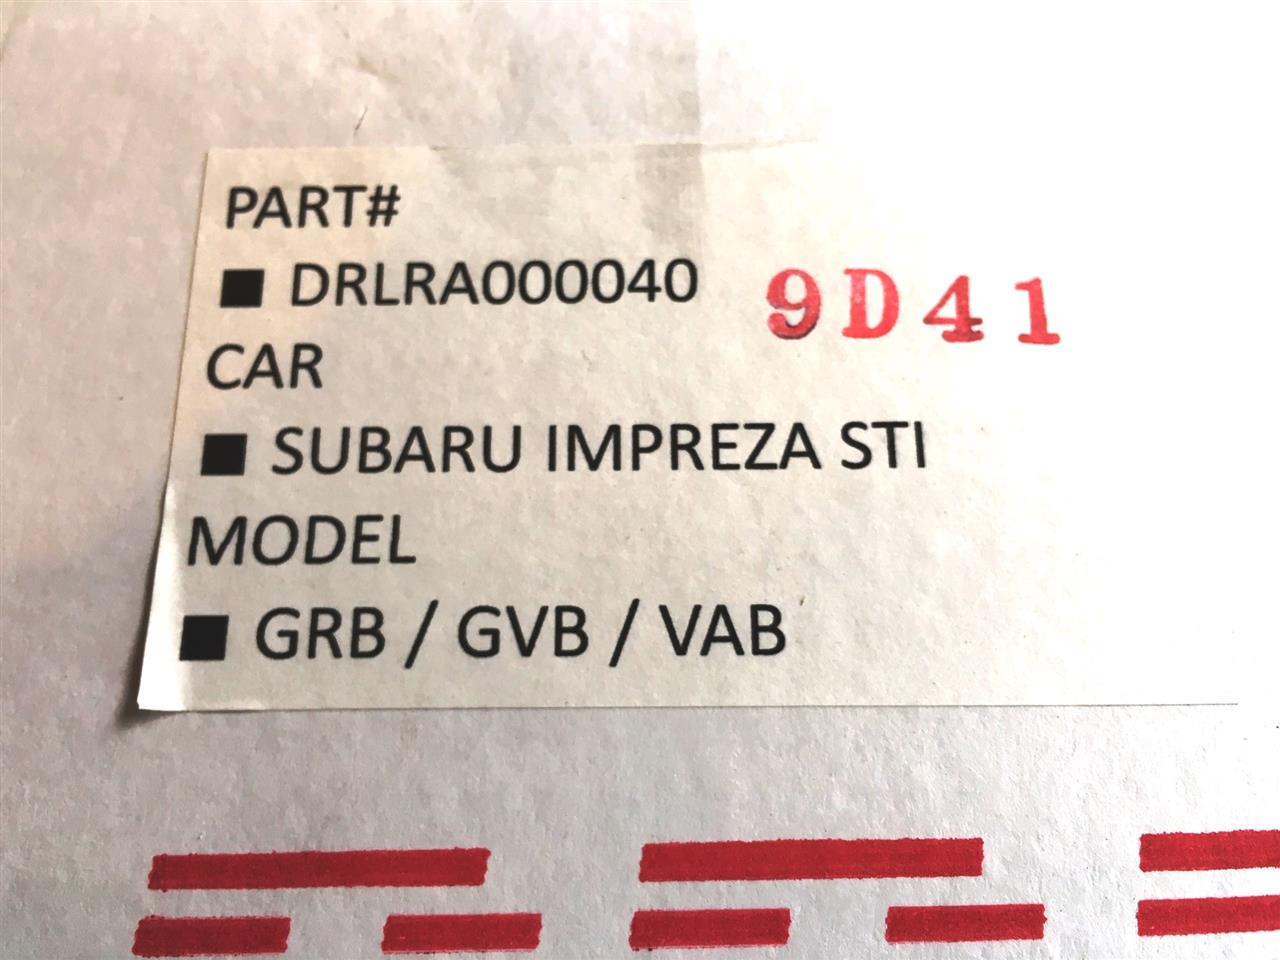 PART#
■ DRLRA000040
9D41
CAR
■ SUBARU IMPREZA STI
MODEL
■ GRB / GVB / VAB